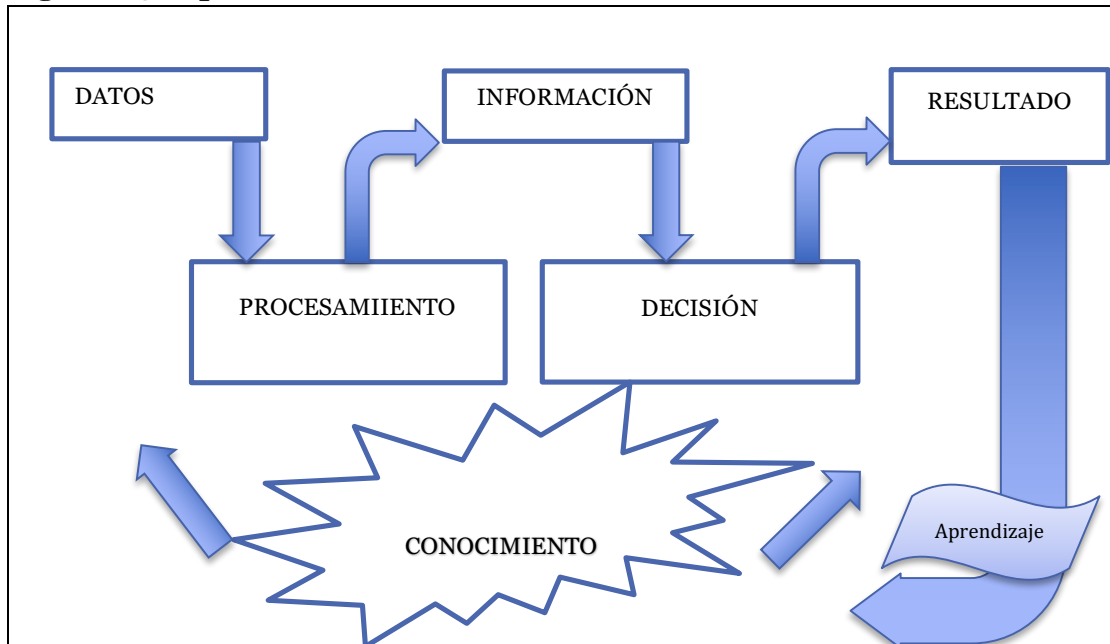 DATOS
INFORMACIÓN
RESULTADO
PROCESAMIIENTO
DECISIÓN
CONOCIMIENTO
Aprendizaje